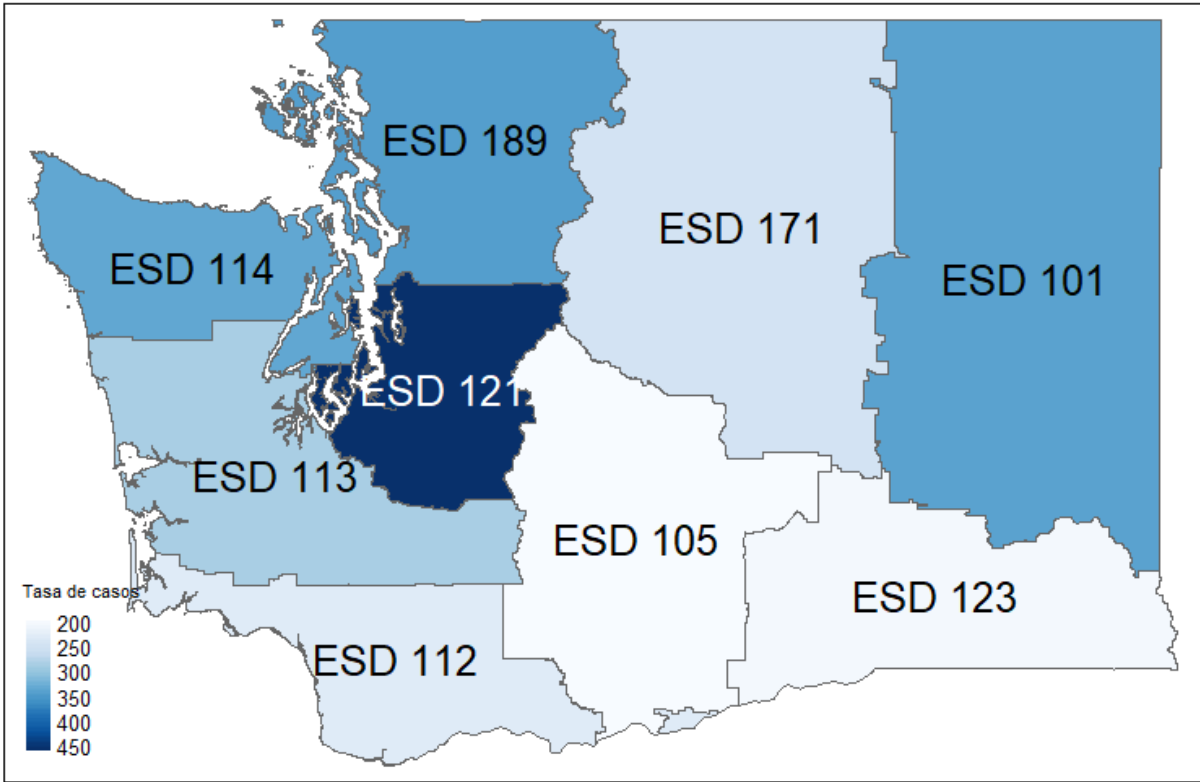 ESD 189
ESD 171
ESD 114
ESD 101
ESD 121
ESD 113
ESD 105
ESD 123
ESD 112
Tasa de casos
200
250
300
350
400
450